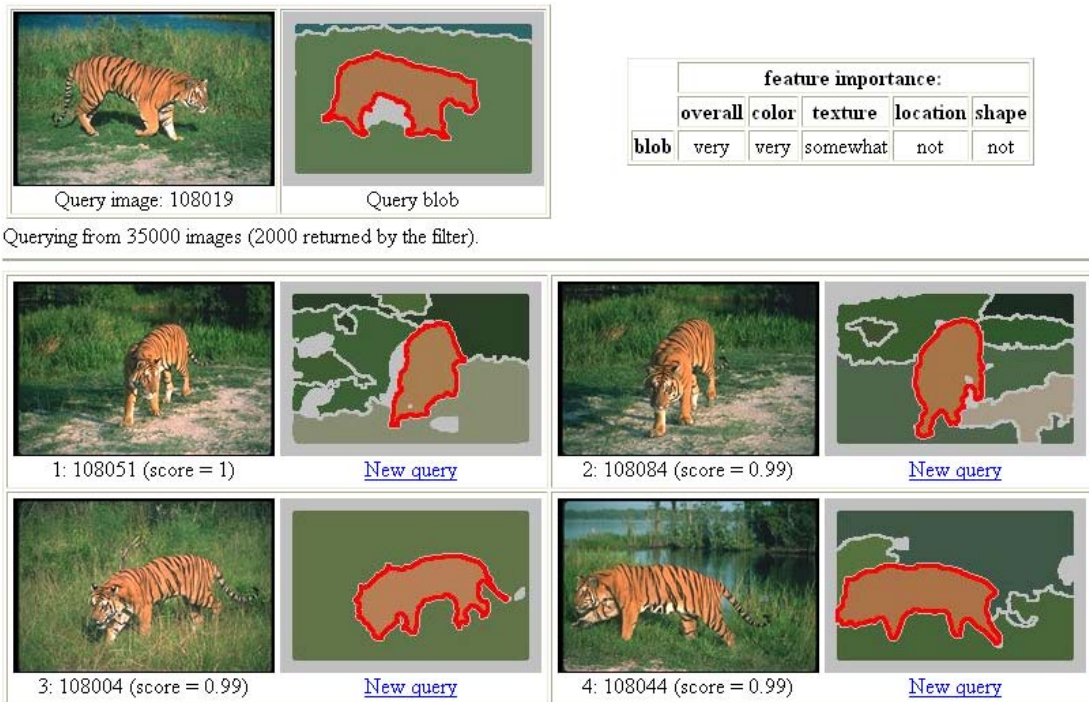 feature importance:
overall color texture location shape
blob very very somewhat not not
Query image: 108019 Query blob
Querying from 35000 images (2000 returned by the filter).
1: 108051 (score = 1) New query 2: 108084 (score = 0.99) New query
3: 108004 (score = 0.99) New query 4: 108044 (score = 0.99) New query